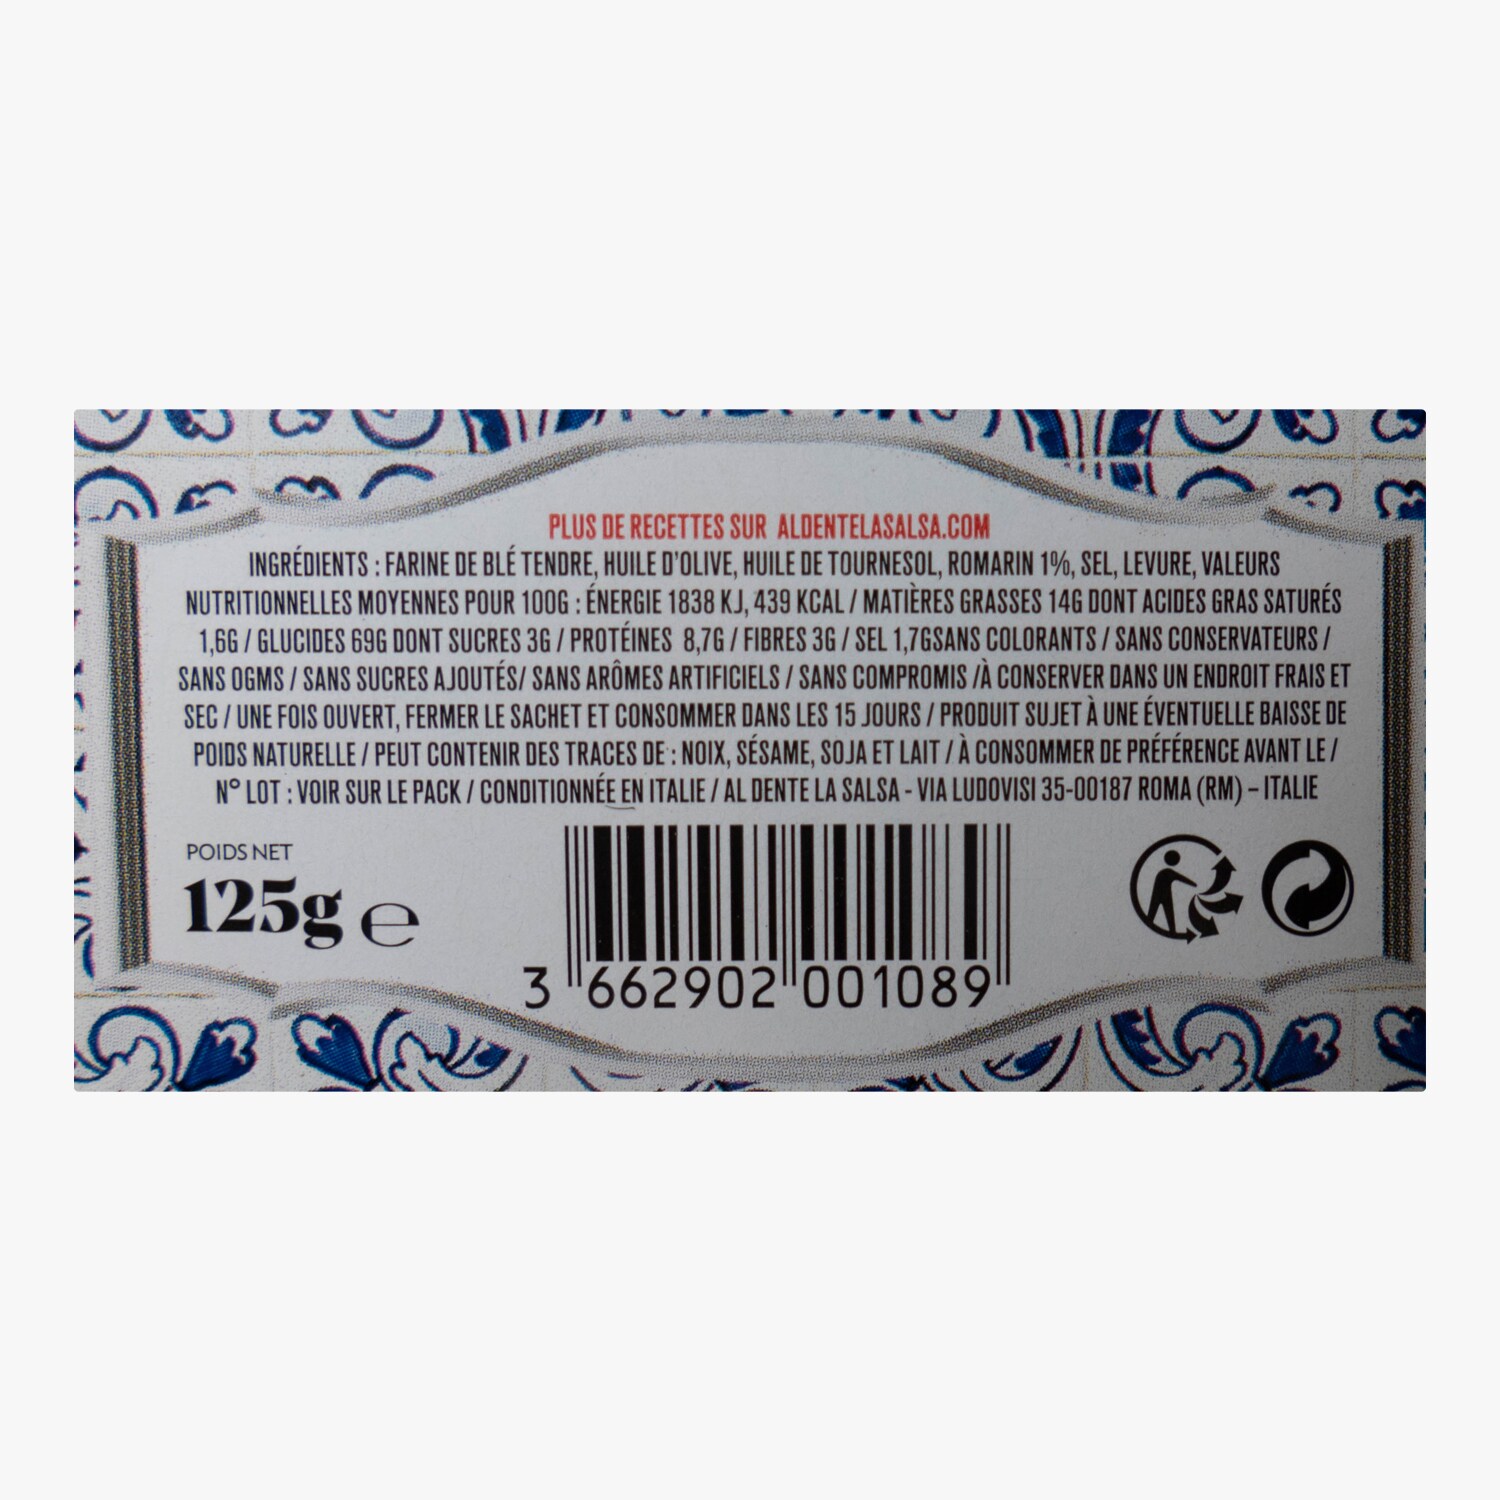 PLUS DE RECETTES SUR ALDENTELASALSA.COM
INGRÉDIENTS : FARINE DE BLÉ TENDRE, HUILE D'OLIVE, HUILE DE TOURNESOL, ROMARIN 1%, SEL, LEVURE, VALEURS
NUTRITIONNELLES MOYENNES POUR 100G : ÉNERGIE 1838 KJ, 439 KCAL / MATIÈRES GRASSES 14G DONT ACIDES GRAS SATURÉS
1,6G / GLUCIDES 69G DONT SUCRES 3G / PROTÉINES 8,7G / FIBRES 3G / SEL 1,7GSANS COLORANTS / SANS CONSERVATEURS /
SANS OGMS / SANS SUCRES AJOUTÉS/ SANS ARÔMES ARTIFICIELS / SANS COMPROMIS /À CONSERVER DANS UN ENDROIT FRAIS ET
SEC / UNE FOIS OUVERT, FERMER LE SACHET ET CONSOMMER DANS LES 15 JOURS / PRODUIT SUJET À UNE ÉVENTUELLE BAISSE DE
POIDS NATURELLE / PEUT CONTENIR DES TRACES DE : NOIX, SÉSAME, SOJA ET LAIT / À CONSOMMER DE PRÉFÉRENCE AVANT LE /
N° LOT : VOIR SUR LE PACK / CONDITIONNÉE EN ITALIE / AL DENTE LA SALSA - VIA LUDOVISI 35-00187 ROMA (RM) – ITALIE
POIDS NET
125g ℮
3 662902 001089